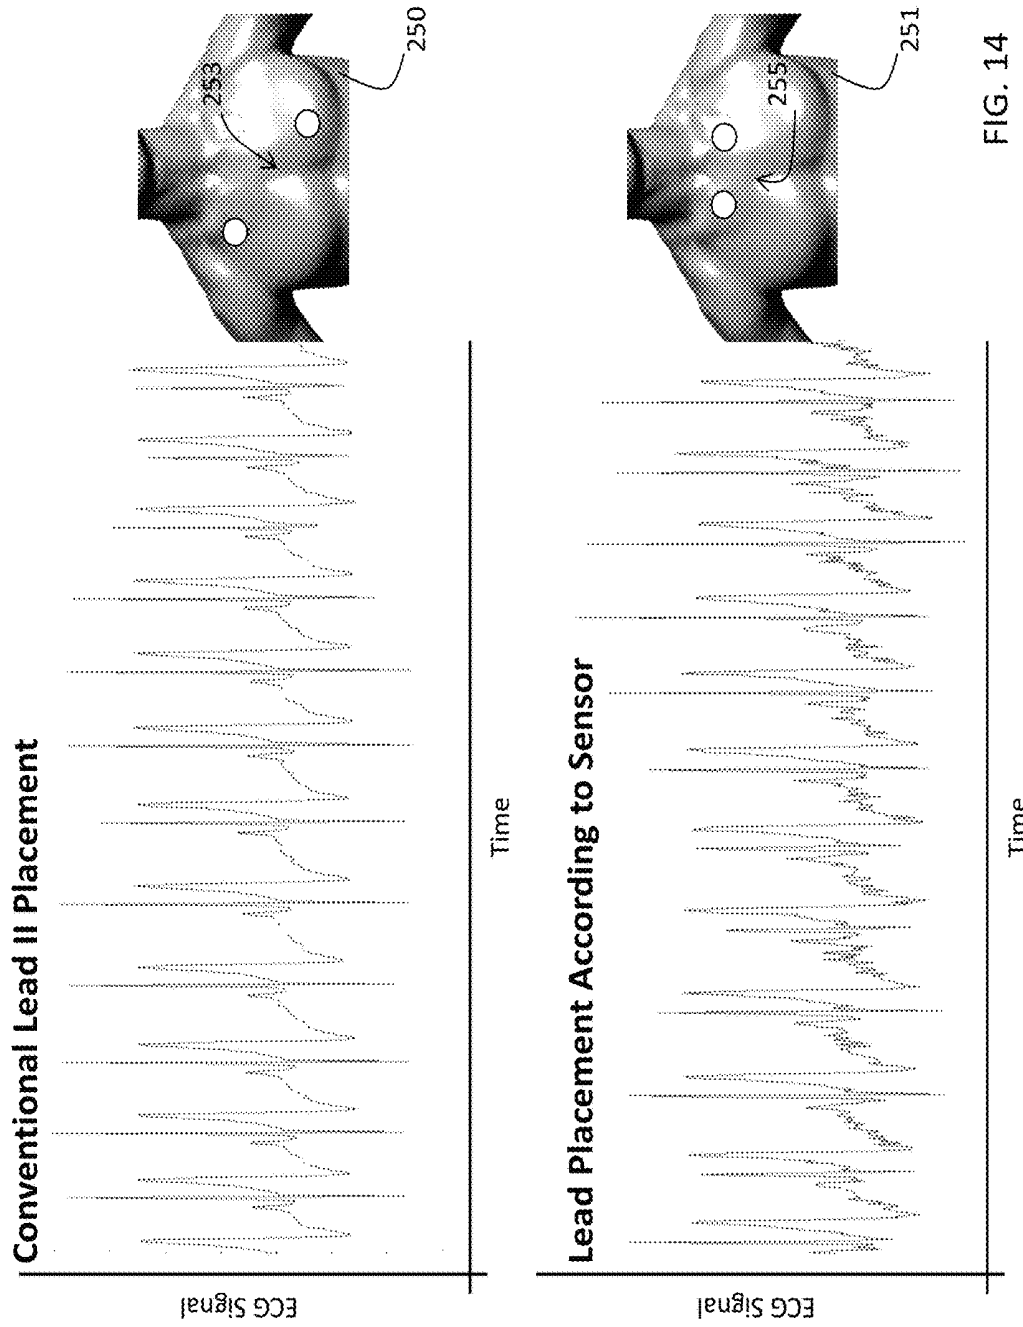 Conventional Lead II Placement
ECG Signal
Time
253
250
Lead Placement According to Sensor
ECG Signal
Time
255
251
FIG. 14